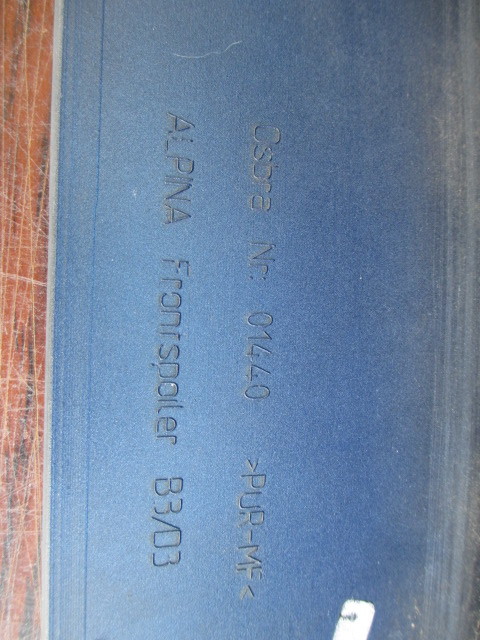 Osbra Nr: 01440 >PUR-MF<
ALPINA Frontspoiler B3/03